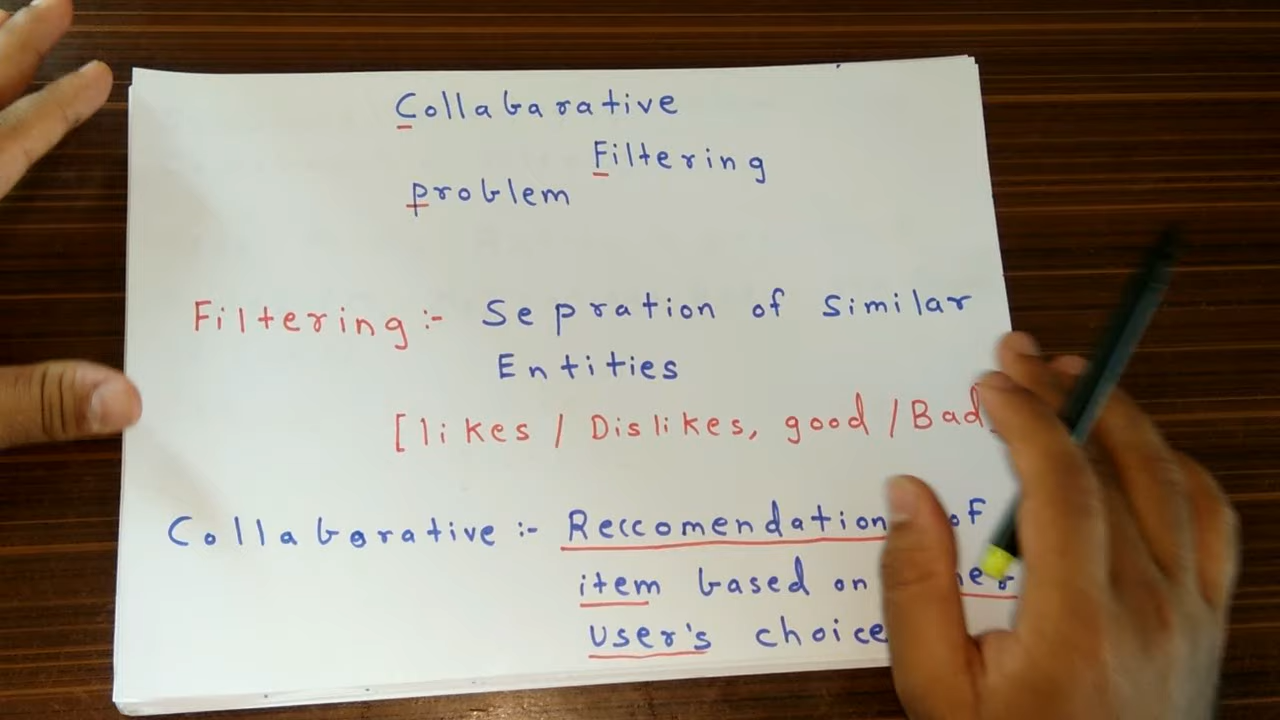 Collabarative
Filtering
problem
Filtering:- Sepration of similar
Entities
[likes / Dislikes, good / Bad
Collaborative:- Reccomendation of
item based on
user's choice